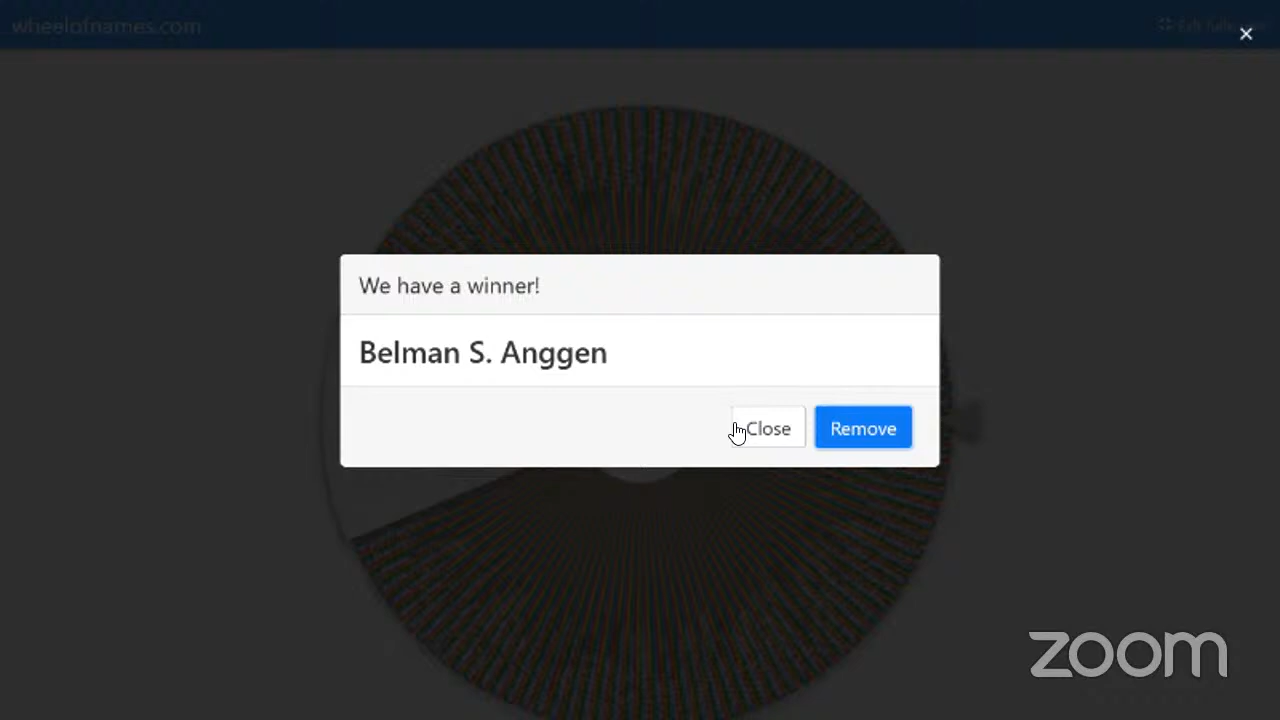 wheelofnames.com
We have a winner!
Belman S. Anggen
Close
Remove
zoom